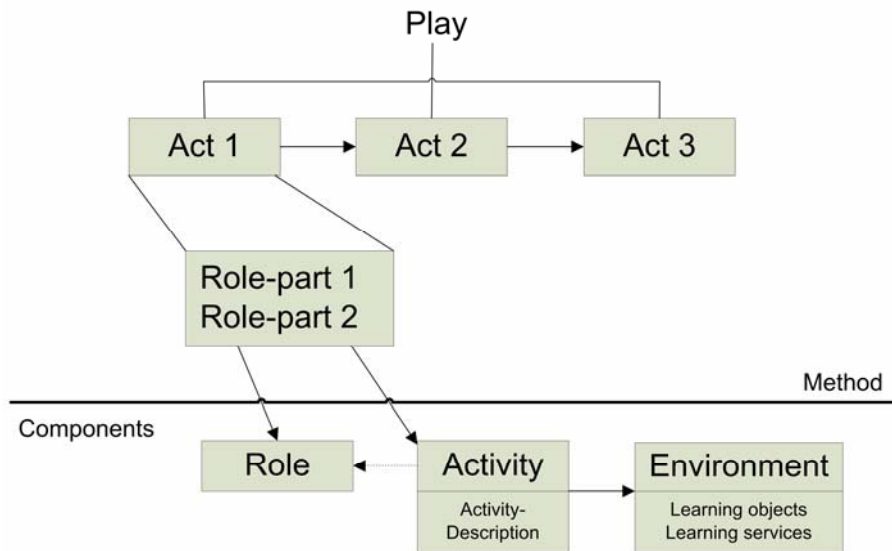 Play
Act 1
Act 2
Act 3
Role-part 1
Role-part 2
Method
Components
Role
Activity
Activity-
Description
Environment
Learning objects
Learning services